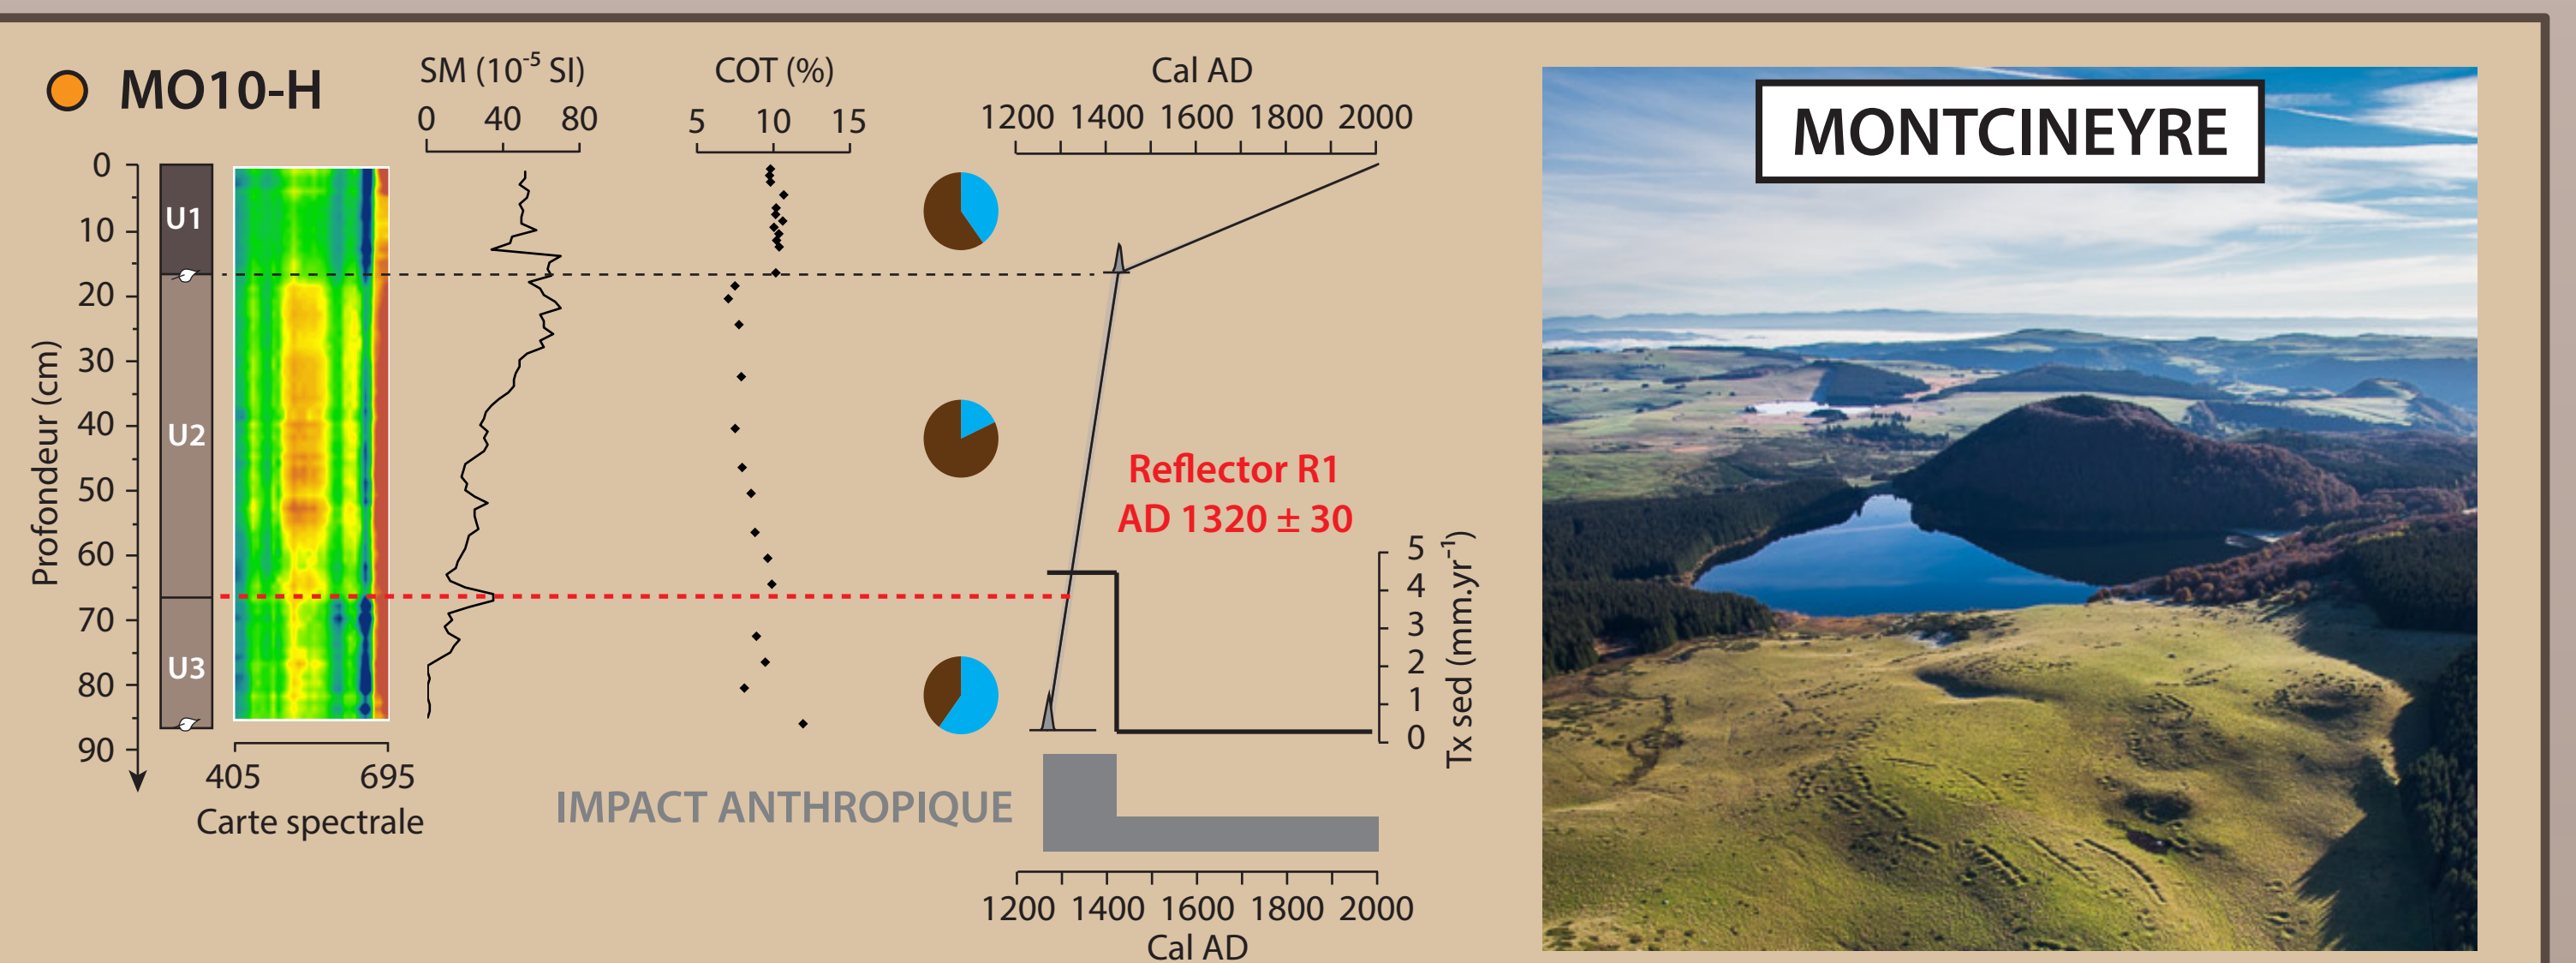 MO10-H
SM (10⁻⁵ SI)
0 40 80
COT (%)
5 10 15
Cal AD
1200 1400 1600 1800 2000
MONTCINEYRE
Profondeur (cm)
0
10
20
30
40
50
60
70
80
90
U1
U2
U3
405 695
Carte spectrale
Reflector R1
AD 1320 ± 30
5
4
3
2
1
0
Tx sed (mm.yr⁻¹)
IMPACT ANTHROPIQUE
1200 1400 1600 1800 2000
Cal AD